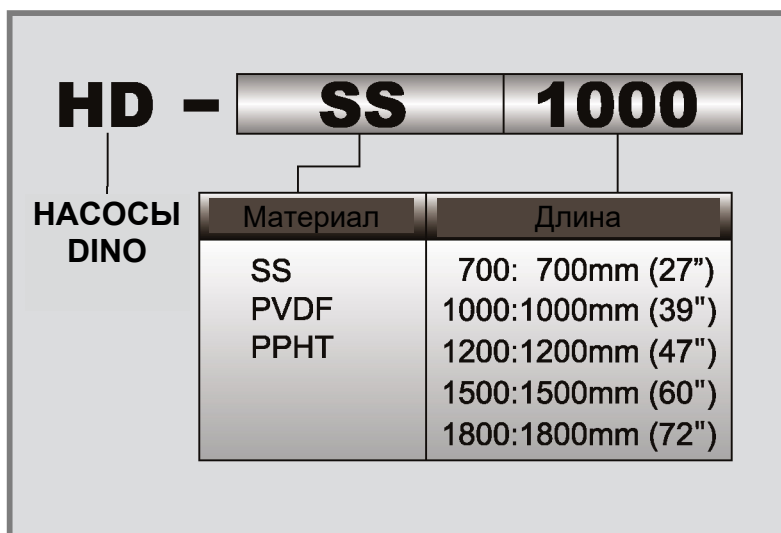 HD - SS 1000
НАСОСЫ
DINO
Материал
SS
PVDF
PPHT
Длина
700: 700mm (27”)
1000:1000mm (39")
1200:1200mm (47")
1500:1500mm (60")
1800:1800mm (72")